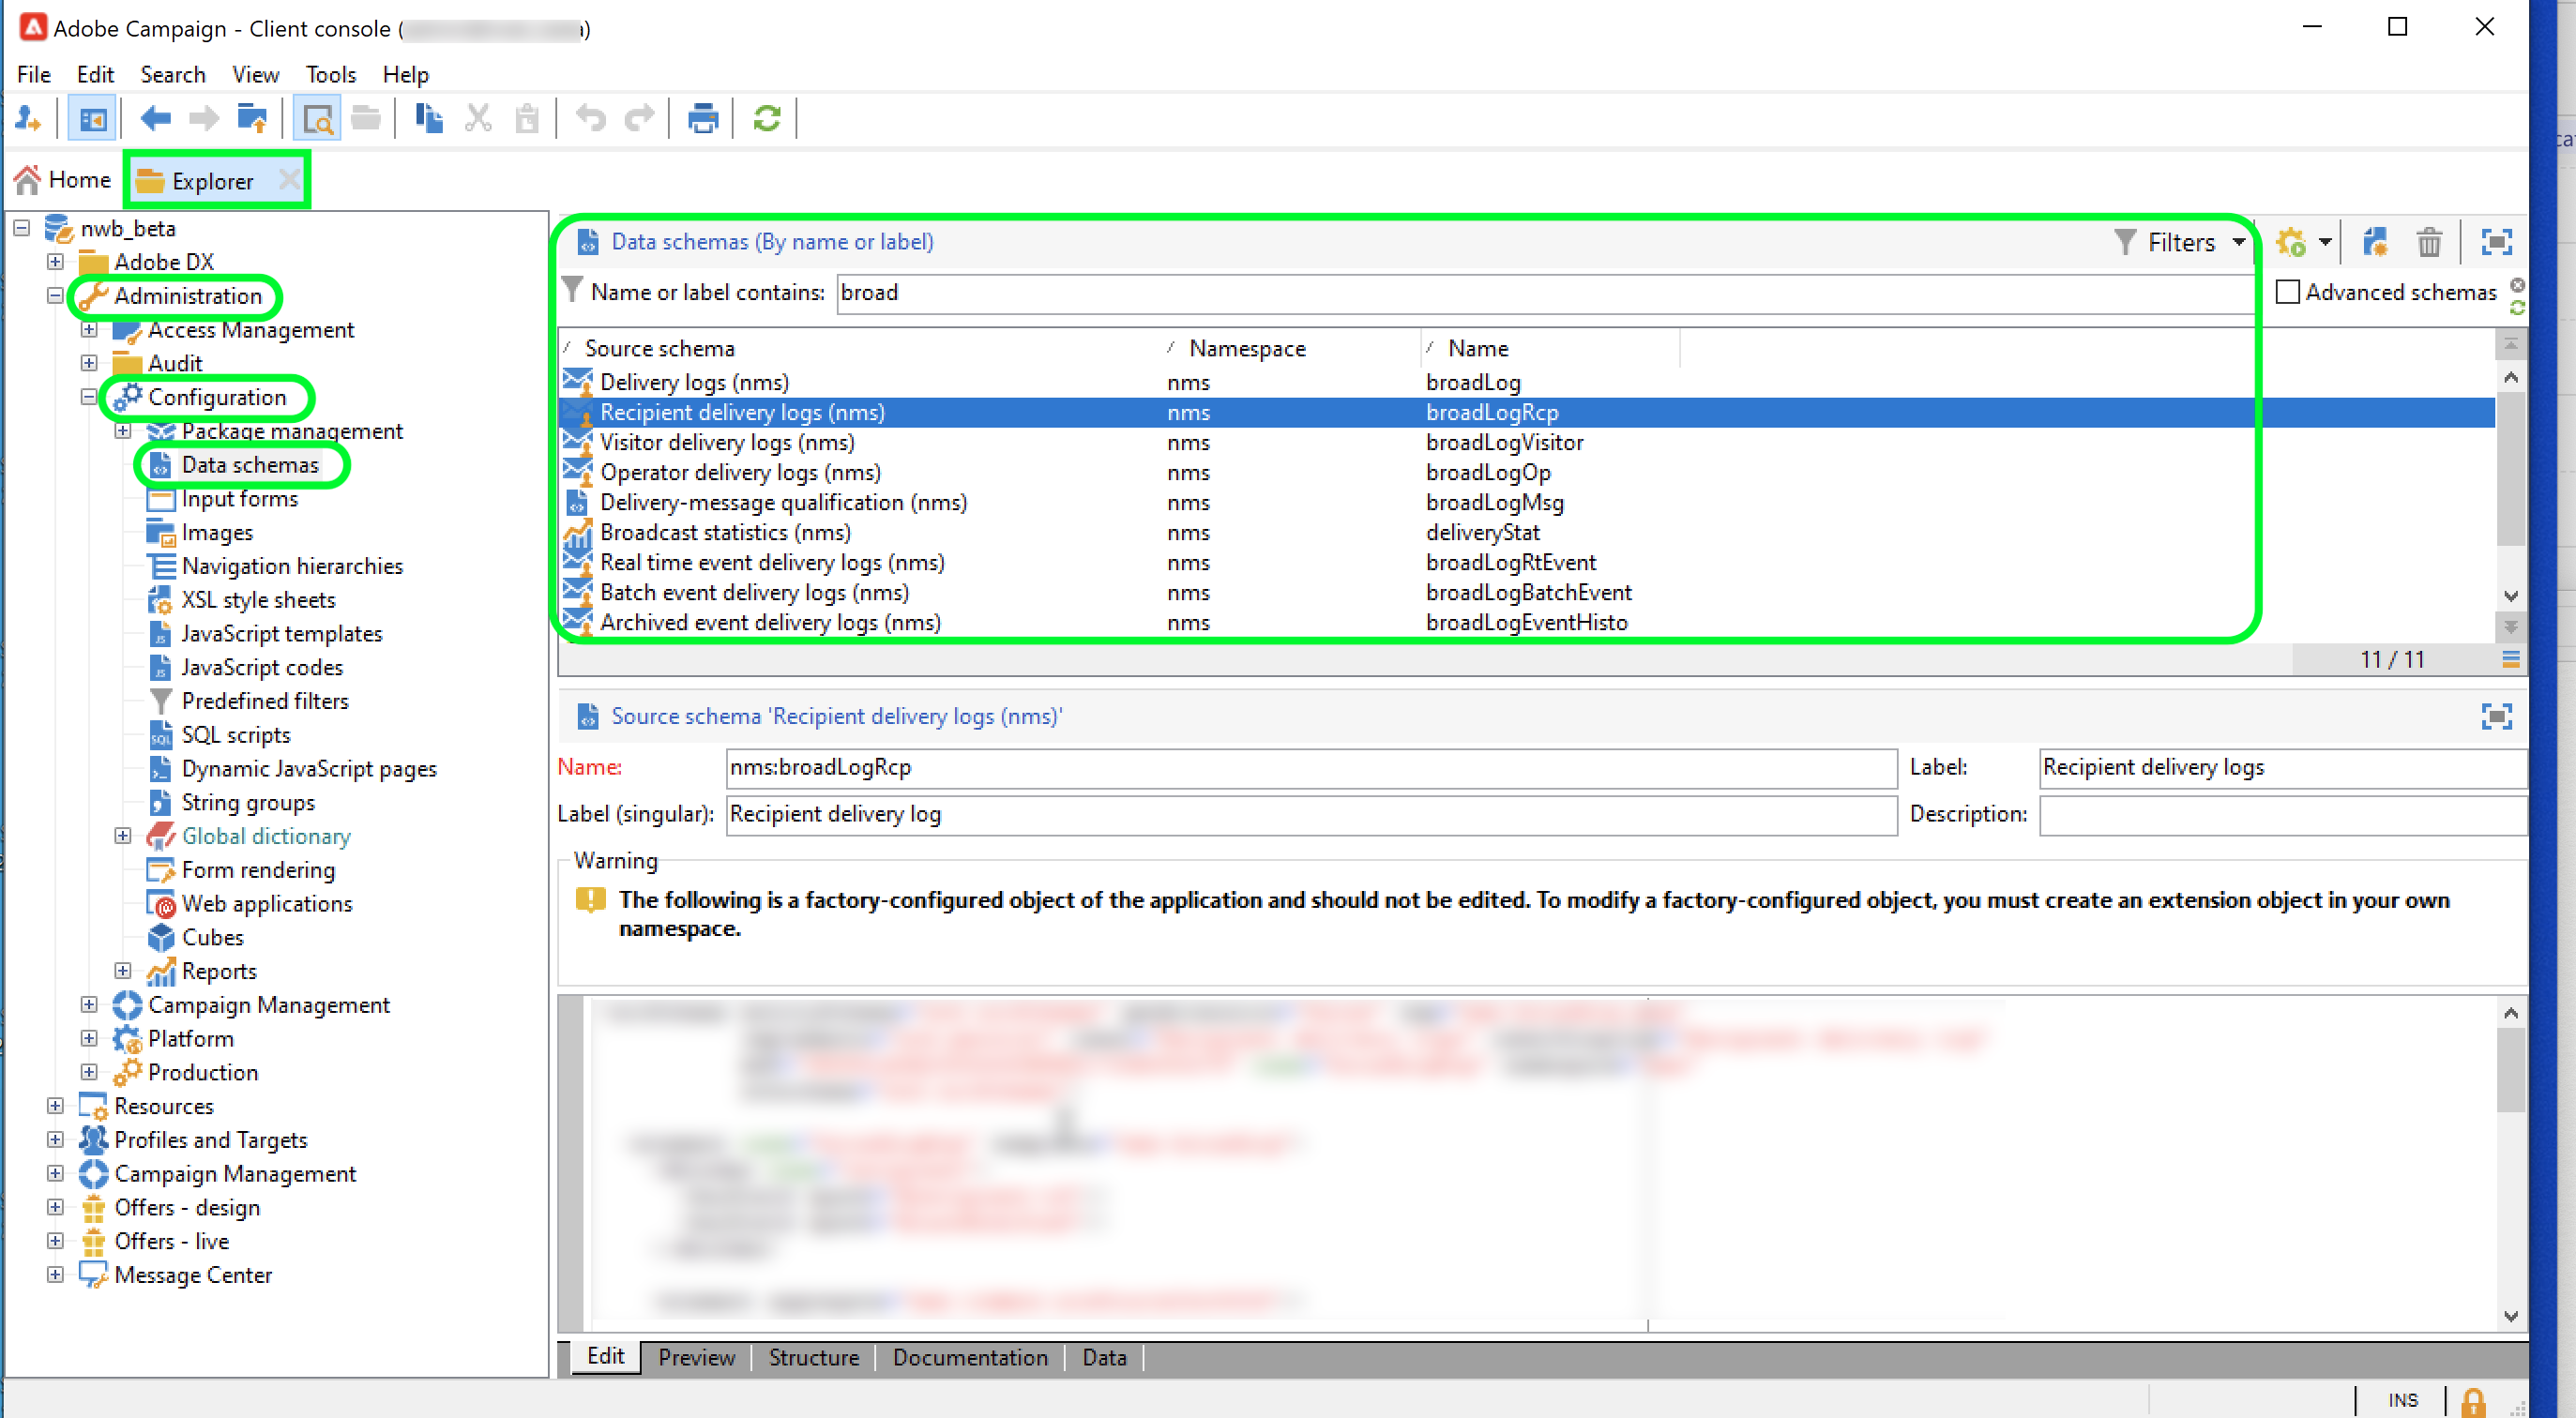 Adobe Campaign - Client console (
File Edit Search View Tools Help
Home Explorer
nwb_beta
Adobe DX
Administration
Access Management
Audit
Configuration
Package management
Data schemas
Input forms
Images
Navigation hierarchies
XSL style sheets
JavaScript templates
JavaScript codes
Predefined filters
SQL scripts
Dynamic JavaScript pages
String groups
Global dictionary
Form rendering
Web applications
Cubes
Reports
Campaign Management
Platform
Production
Resources
Profiles and Targets
Campaign Management
Offers - design
Offers - live
Message Center
Data schemas (By name or label) Filters
Name or label contains: broad Advanced schemas
Source schema Namespace Name
Delivery logs (nms) nms broadLog
Recipient delivery logs (nms) nms broadLogRcp
Visitor delivery logs (nms) nms broadLogVisitor
Operator delivery logs (nms) nms broadLogOp
Delivery-message qualification (nms) nms broadLogMsg
Broadcast statistics (nms) nms deliveryStat
Real time event delivery logs (nms) nms broadLogRtEvent
Batch event delivery logs (nms) nms broadLogBatchEvent
Archived event delivery logs (nms) nms broadLogEventHisto
11 / 11
Source schema 'Recipient delivery logs (nms)'
Name: nms:broadLogRcp Label: Recipient delivery logs
Label (singular): Recipient delivery log Description:
Warning
The following is a factory-configured object of the application and should not be edited. To modify a factory-configured object, you must create an extension object in your own
namespace.
Edit Preview Structure Documentation Data
INS